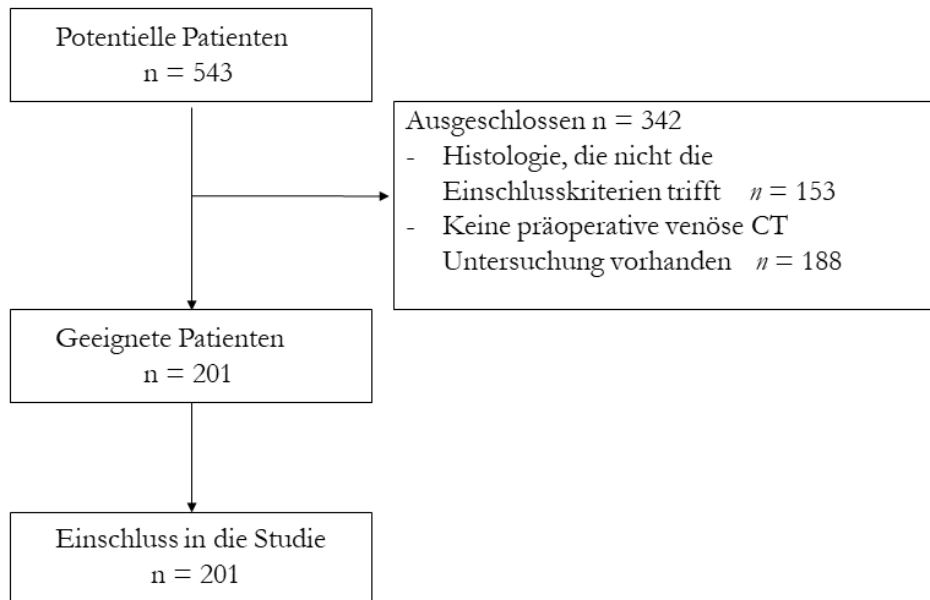 Potentielle Patienten
n = 543
Ausgeschlossen n = 342
- Histologie, die nicht die
Einschlusskriterien trifft n = 153
- Keine präoperative venöse CT
Untersuchung vorhanden n = 188
Geeignete Patienten
n = 201
Einschluss in die Studie
n = 201